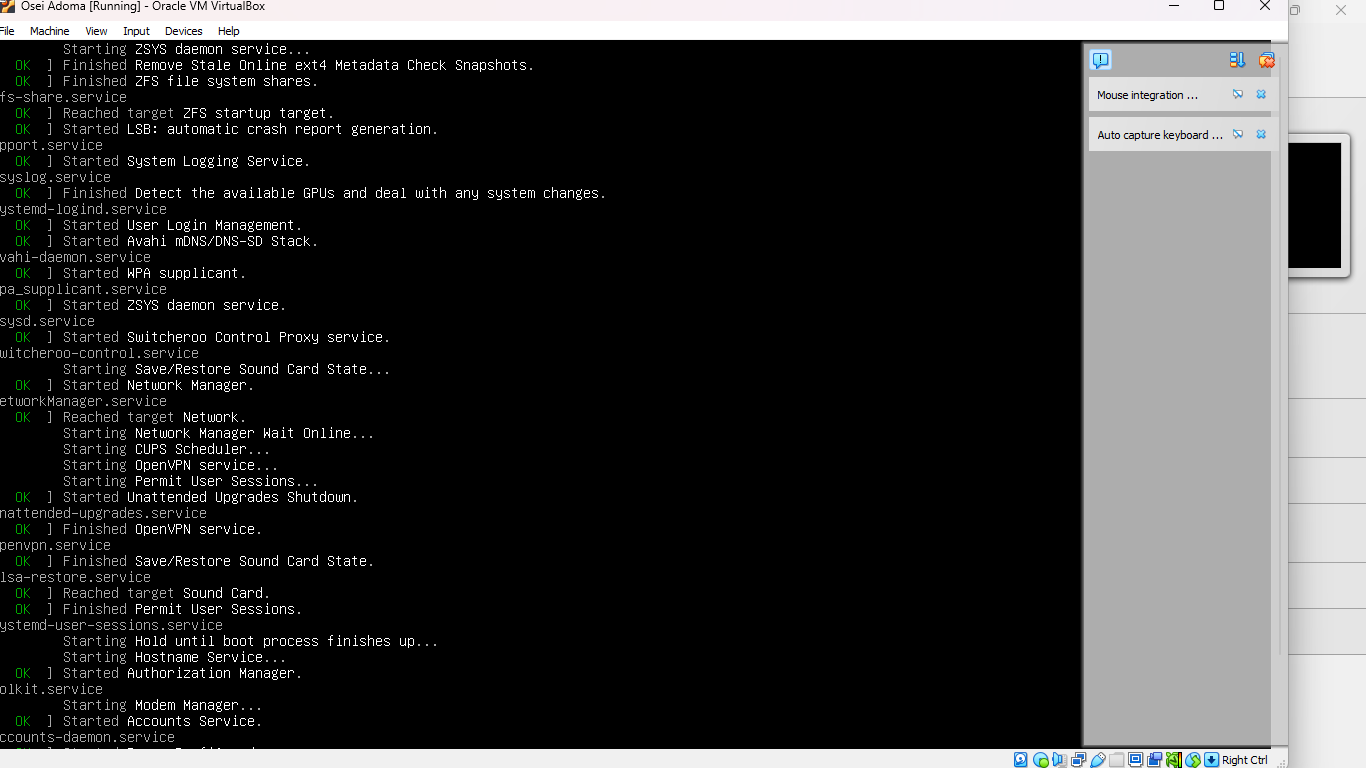 Osei Adoma [Running] - Oracle VM VirtualBox
File Machine View Input Devices Help
Starting ZSYS daemon service...
OK ] Finished Remove Stale Online ext4 Metadata Check Snapshots.
OK ] Finished ZFS file system shares.
fs-share.service
OK ] Reached target ZFS startup target.
OK ] Started LSB: automatic crash report generation.
pport.service
OK ] Started System Logging Service.
syslog.service
OK ] Finished Detect the available GPUs and deal with any system changes.
ystemd-logind.service
OK ] Started User Login Management.
OK ] Started Avahi mDNS/DNS-SD Stack.
vahi-daemon.service
OK ] Started WPA supplicant.
pa_supplicant.service
OK ] Started ZSYS daemon service.
sysd.service
OK ] Started Switcheroo Control Proxy service.
witcheroo-control.service
Starting Save/Restore Sound Card State...
OK ] Started Network Manager.
etworkManager.service
OK ] Reached target Network.
Starting Network Manager Wait Online...
Starting CUPS Scheduler...
Starting OpenVPN service...
Starting Permit User Sessions...
OK ] Started Unattended Upgrades Shutdown.
nattended-upgrades.service
OK ] Finished OpenVPN service.
penvpn.service
OK ] Finished Save/Restore Sound Card State.
lsa-restore.service
OK ] Reached target Sound Card.
OK ] Finished Permit User Sessions.
ystemd-user-sessions.service
Starting Hold until boot process finishes up...
Starting Hostname Service...
OK ] Started Authorization Manager.
olkit.service
Starting Modem Manager...
OK ] Started Accounts Service.
ccounts-daemon.service
Mouse integration ...
Auto capture keyboard ...
Right Ctrl